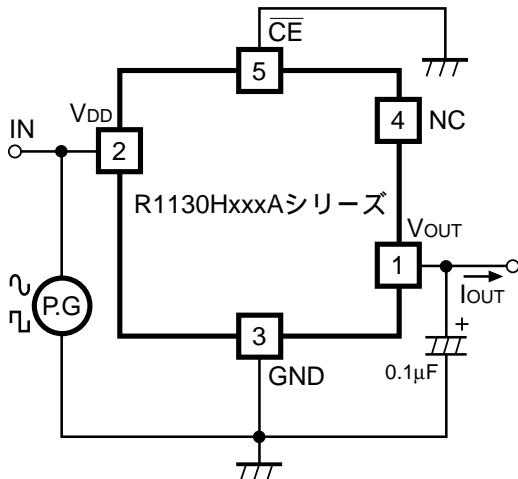 CE
5
VDD
IN
2
4
NC
R1130HxxxAシリーズ
VOUT
1
IOUT
P.G
3
+
GND
0.1μF